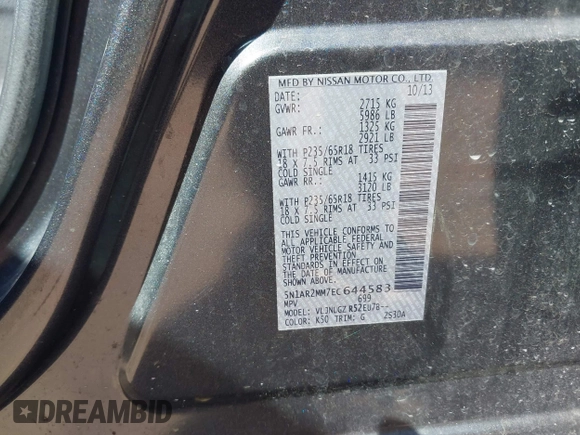 MFD BY NISSAN MOTOR CO., LTD.
DATE: 10/13
GVWR: 2715 KG
5986 LB
GAWR FR.: 1325 KG
2921 LB
WITH P235/65R18 TIRES
18 X 7.5 RIMS AT 33 PSI
COLD SINGLE
GAWR RR.: 1415 KG
3120 LB
WITH P235/65R18 TIRES
18 X 7.5 RIMS AT 33 PSI
COLD SINGLE
THIS VEHICLE CONFORMS TO
ALL APPLICABLE FEDERAL
MOTOR VEHICLE SAFETY AND
THEFT PREVENTION
STANDARDS IN EFFECT ON
THE DATE OF MANUFACTURE
SHOWN ABOVE.
5N1AR2MM7EC644583
MPV 699
MODEL: VLJNLGZ R52EU7B--
COLOR: K50 TRIM: G ZS3DA
DREAMBID